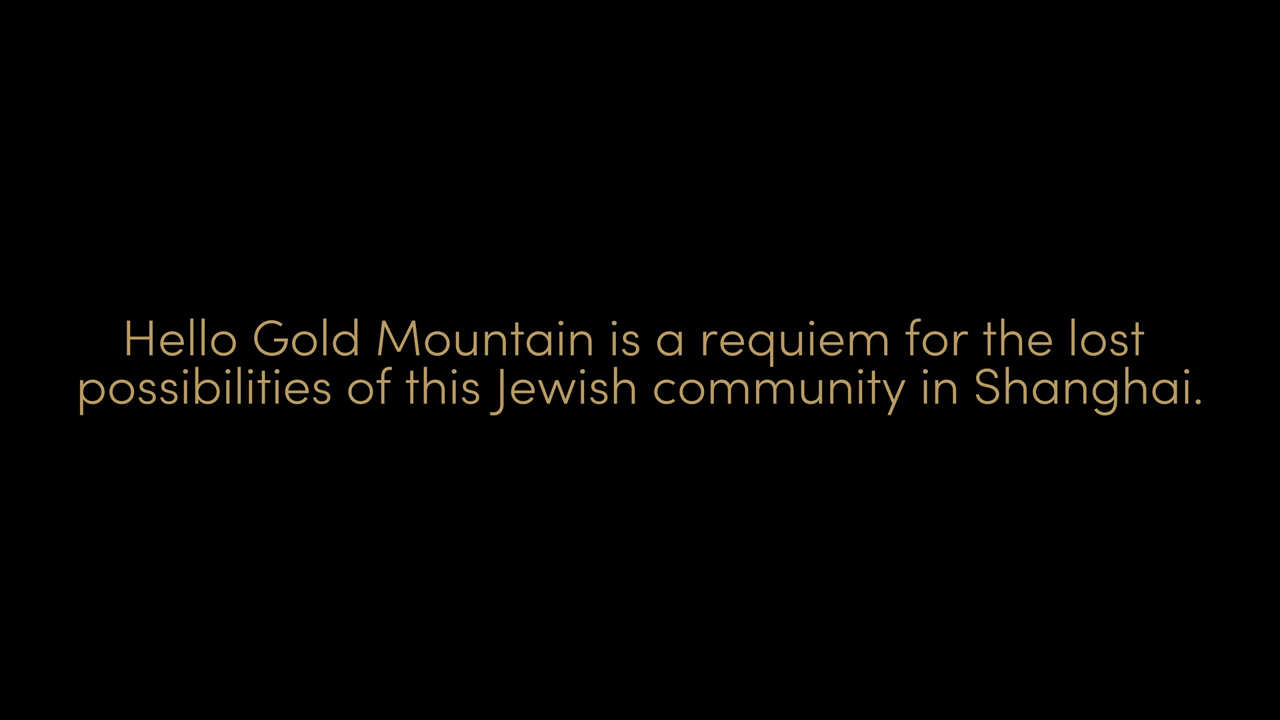 Hello Gold Mountain is a requiem for the lost
possibilities of this Jewish community in Shanghai.